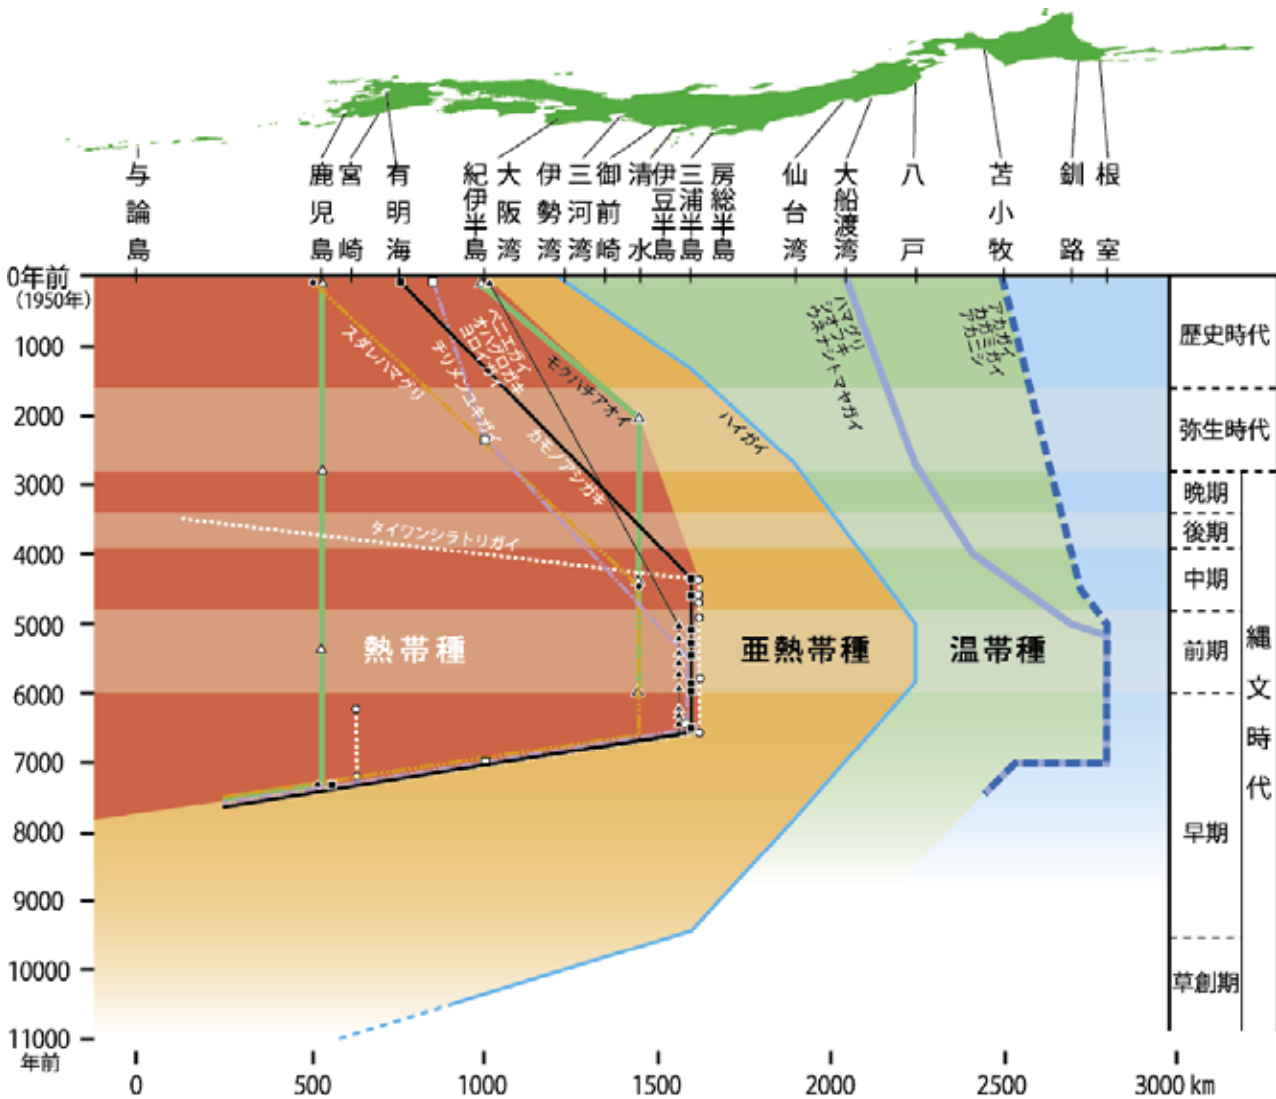 与論島
鹿児島
宮崎
有明海
紀伊半島
大阪湾
伊勢湾
三河湾
御前崎
清水
伊豆半島
三浦半島
房総半島
仙台湾
大船渡湾
八戸
苫小牧
釧路
根室
0年前
(1950年)
1000
2000
3000
4000
5000
6000
7000
8000
9000
10000
11000
年前
スダレハマグリ
チリメンユキガイ
ベニエガイ
オハグロガキ
ヨロイガイ
カモノアシガキ
モクハチアオイ
ハイガイ
ハマグリ
シオフキ
ウネナシトマヤガイ
アカガイ
カガミガイ
アカニシ
タイワンシラトリガイ
熱帯種
亜熱帯種
温帯種
歴史時代
弥生時代
晩期
後期
中期
前期
早期
草創期
縄文時代
0
500
1000
1500
2000
2500
3000 km